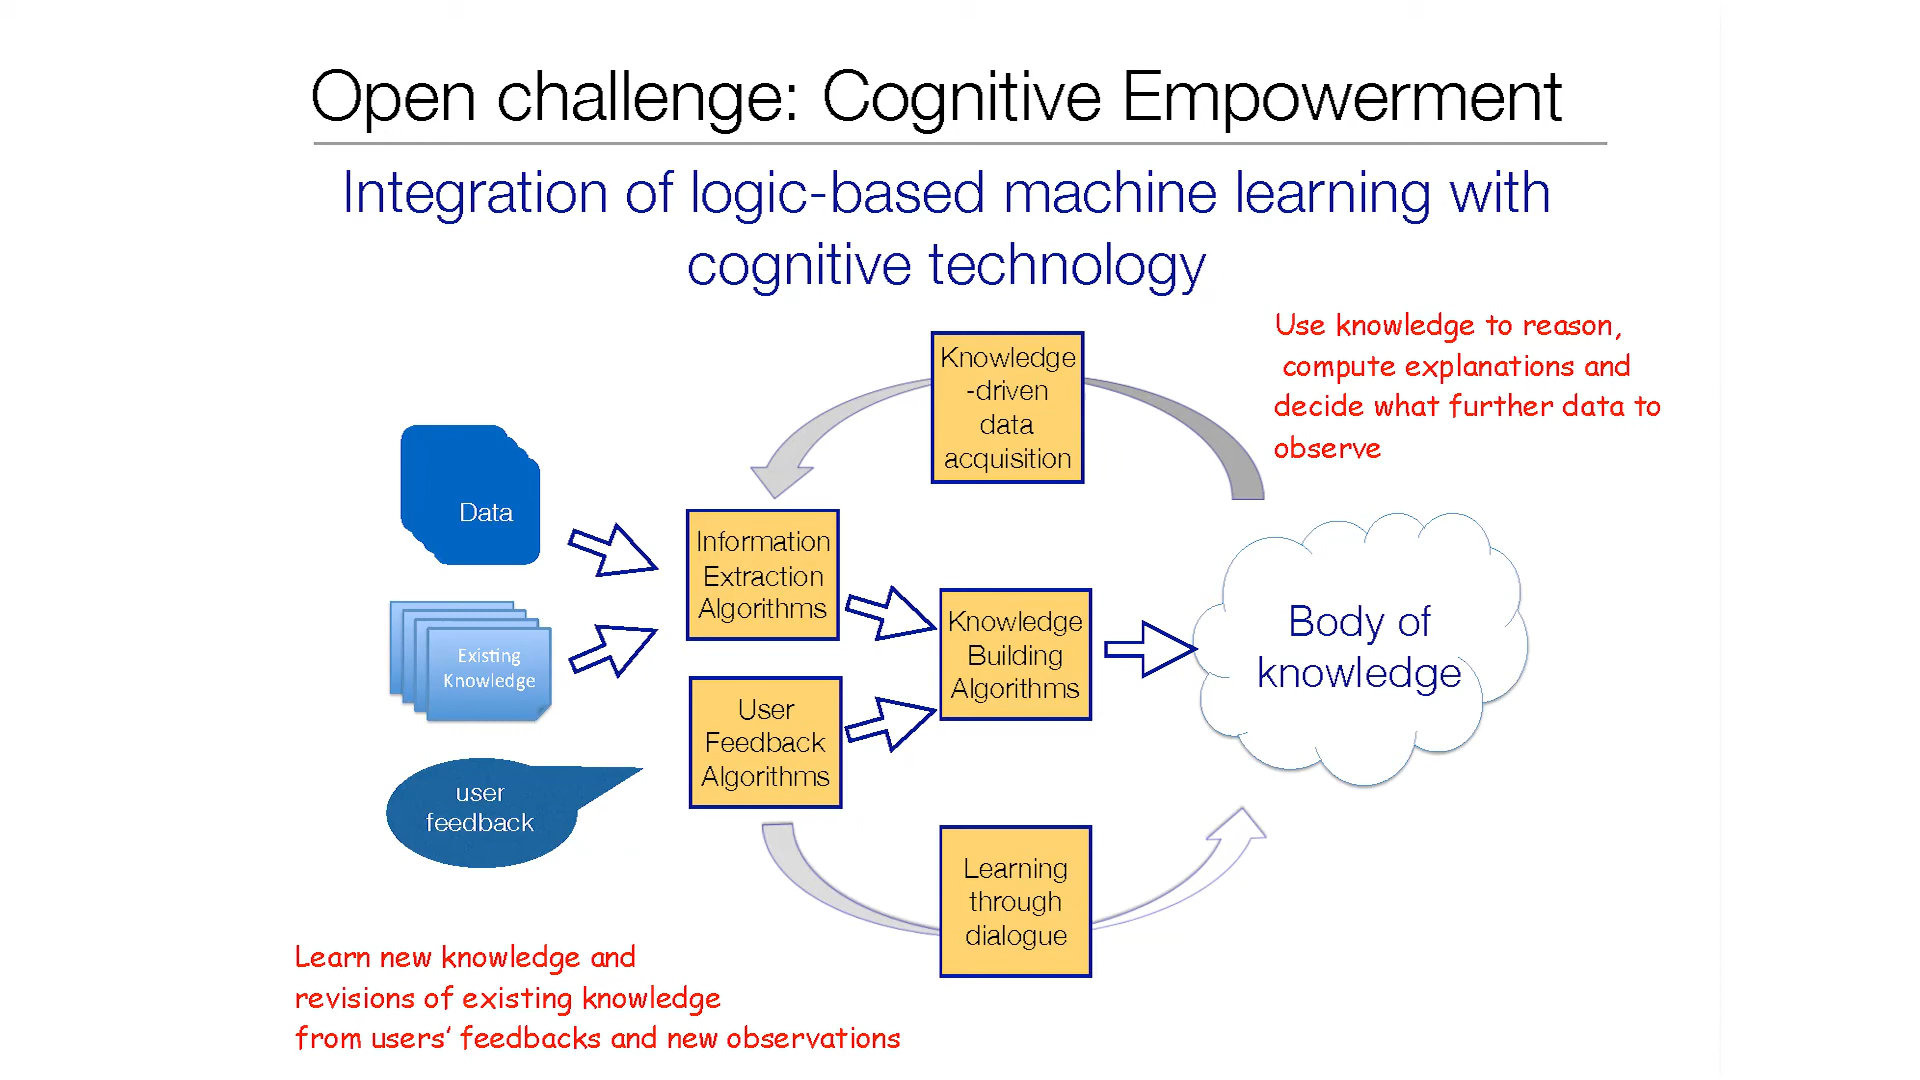 Open challenge: Cognitive Empowerment
Integration of logic-based machine learning with
cognitive technology
Use knowledge to reason,
compute explanations and
decide what further data to
observe
Knowledge
-driven
data
acquisition
Data
Information
Extraction
Algorithms
Existing
Knowledge
Knowledge
Building
Algorithms
Body of
knowledge
User
Feedback
Algorithms
user
feedback
Learning
through
dialogue
Learn new knowledge and
revisions of existing knowledge
from users’ feedbacks and new observations